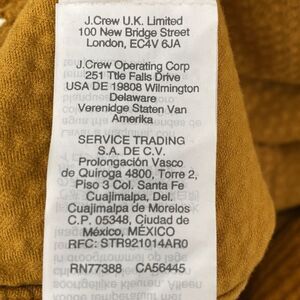 J.Crew U.K. Limited
100 New Bridge Street
London, EC4V 6JA
J.Crew Operating Corp
251 Ttle Falls Drive
USA DE 19808 Wilmington
Delaware
Verenidge Staten Van
Amerika
SERVICE TRADING
S.A. DE C.V.
Prolongación Vasco
de Quiroga 4800, Torre 2,
Piso 3 Col. Santa Fe
Cuajimalpa, Del.
Cuajimalpa de Morelos
C.P. 05348, Ciudad de
México, MÉXICO
RFC: STR921014AR0
RN77388 CA56445